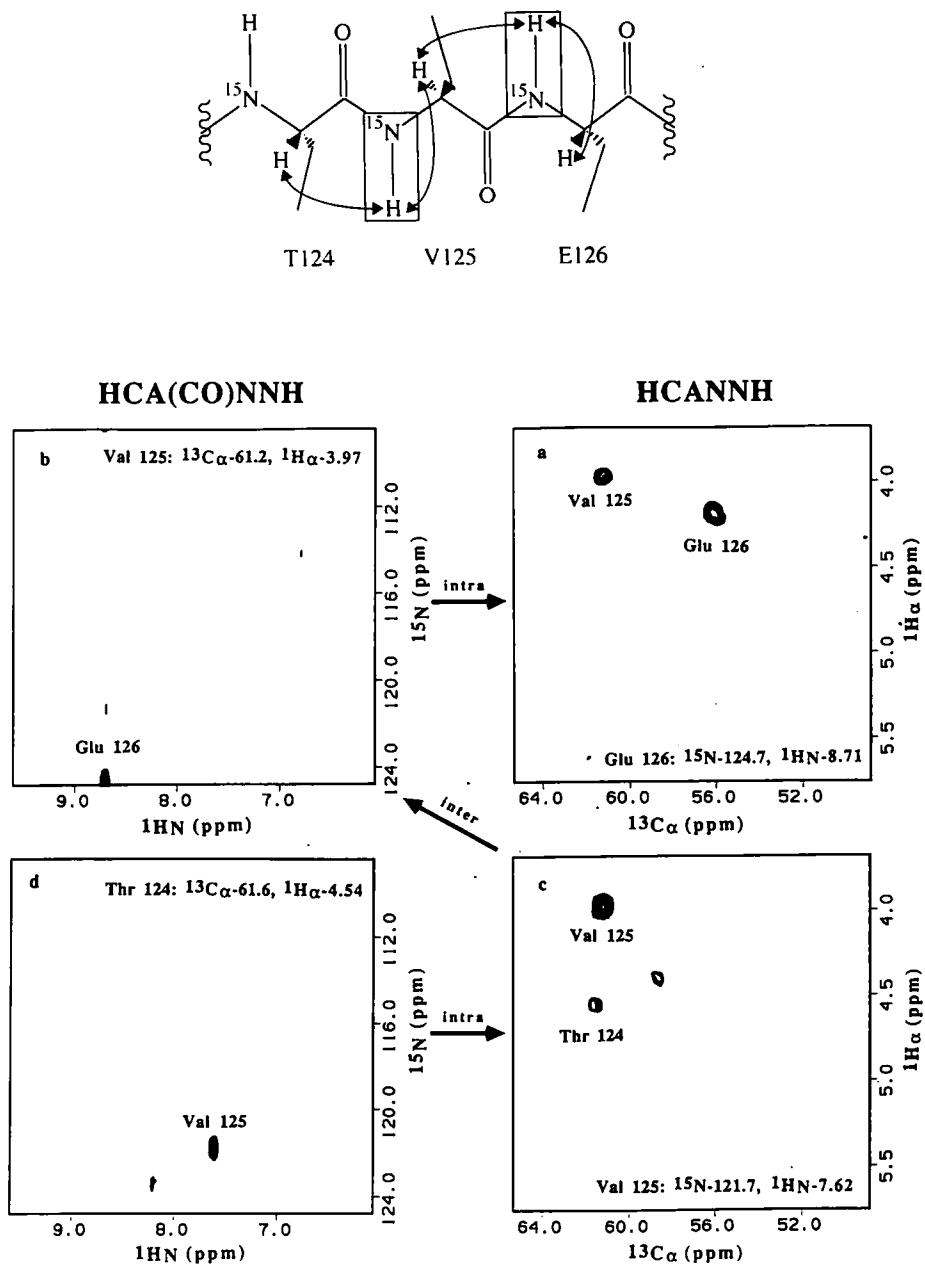 H
O
H
O
15N
H
15N
15N
H
H
O
H
T124
V125
E126
HCA(CO)NNH
HCANNH
b
Val 125: 13Cα-61.2, 1Hα-3.97
Glu 126
112.0
116.0
120.0
124.0
15N (ppm)
9.0 8.0 7.0
1HN (ppm)
intra
a
Val 125
Glu 126
Glu 126: 15N-124.7, 1HN-8.71
4.0
4.5
5.0
5.5
1Hα (ppm)
64.0 60.0 56.0 52.0
13Cα (ppm)
inter
d
Thr 124: 13Cα-61.6, 1Hα-4.54
Val 125
112.0
116.0
120.0
124.0
15N (ppm)
9.0 8.0 7.0
1HN (ppm)
intra
c
Val 125
Thr 124
Val 125: 15N-121.7, 1HN-7.62
4.0
4.5
5.0
5.5
1Hα (ppm)
64.0 60.0 56.0 52.0
13Cα (ppm)